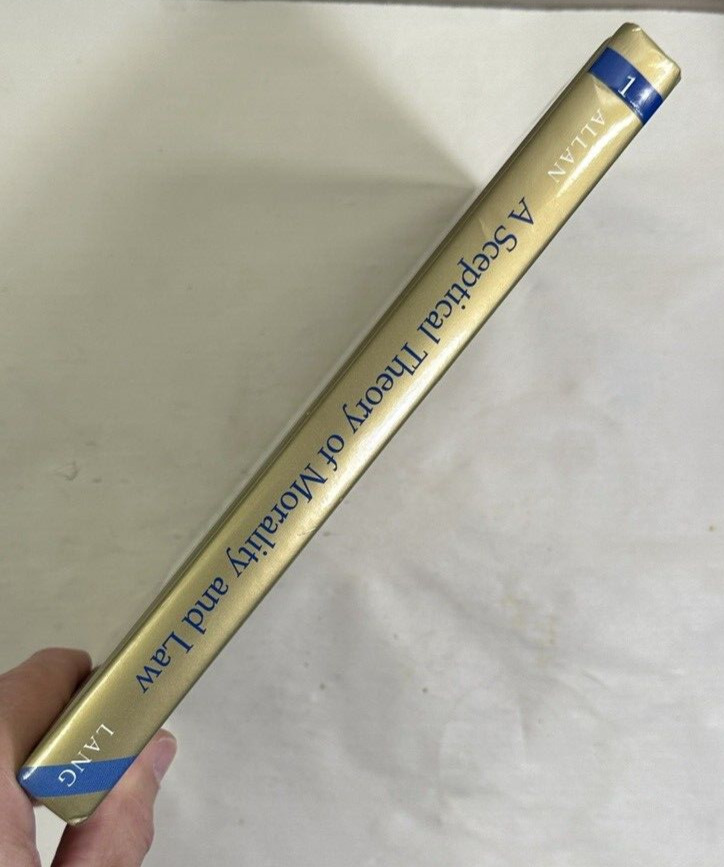 1
ALLAN
A Sceptical Theory of Morality and Law
LANG